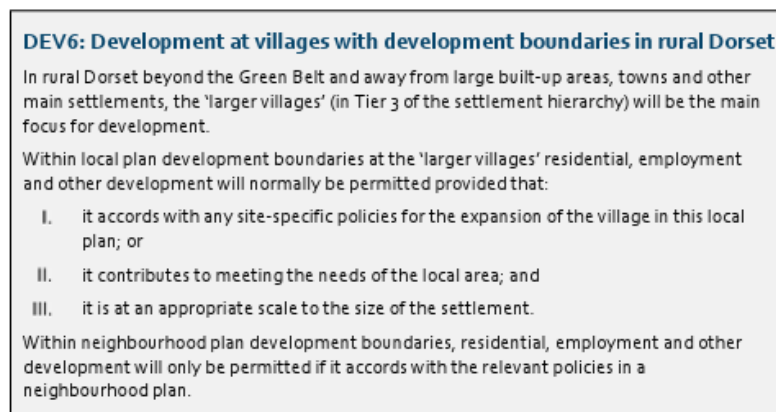 DEV6: Development at villages with development boundaries in rural Dorset
In rural Dorset beyond the Green Belt and away from large built-up areas, towns and other
main settlements, the ‘larger villages’ (in Tier 3 of the settlement hierarchy) will be the main
focus for development.
Within local plan development boundaries at the ‘larger villages’ residential, employment
and other development will normally be permitted provided that:
I. it accords with any site-specific policies for the expansion of the village in this local
plan; or
II. it contributes to meeting the needs of the local area; and
III. it is at an appropriate scale to the size of the settlement.
Within neighbourhood plan development boundaries, residential, employment and other
development will only be permitted if it accords with the relevant policies in a
neighbourhood plan.